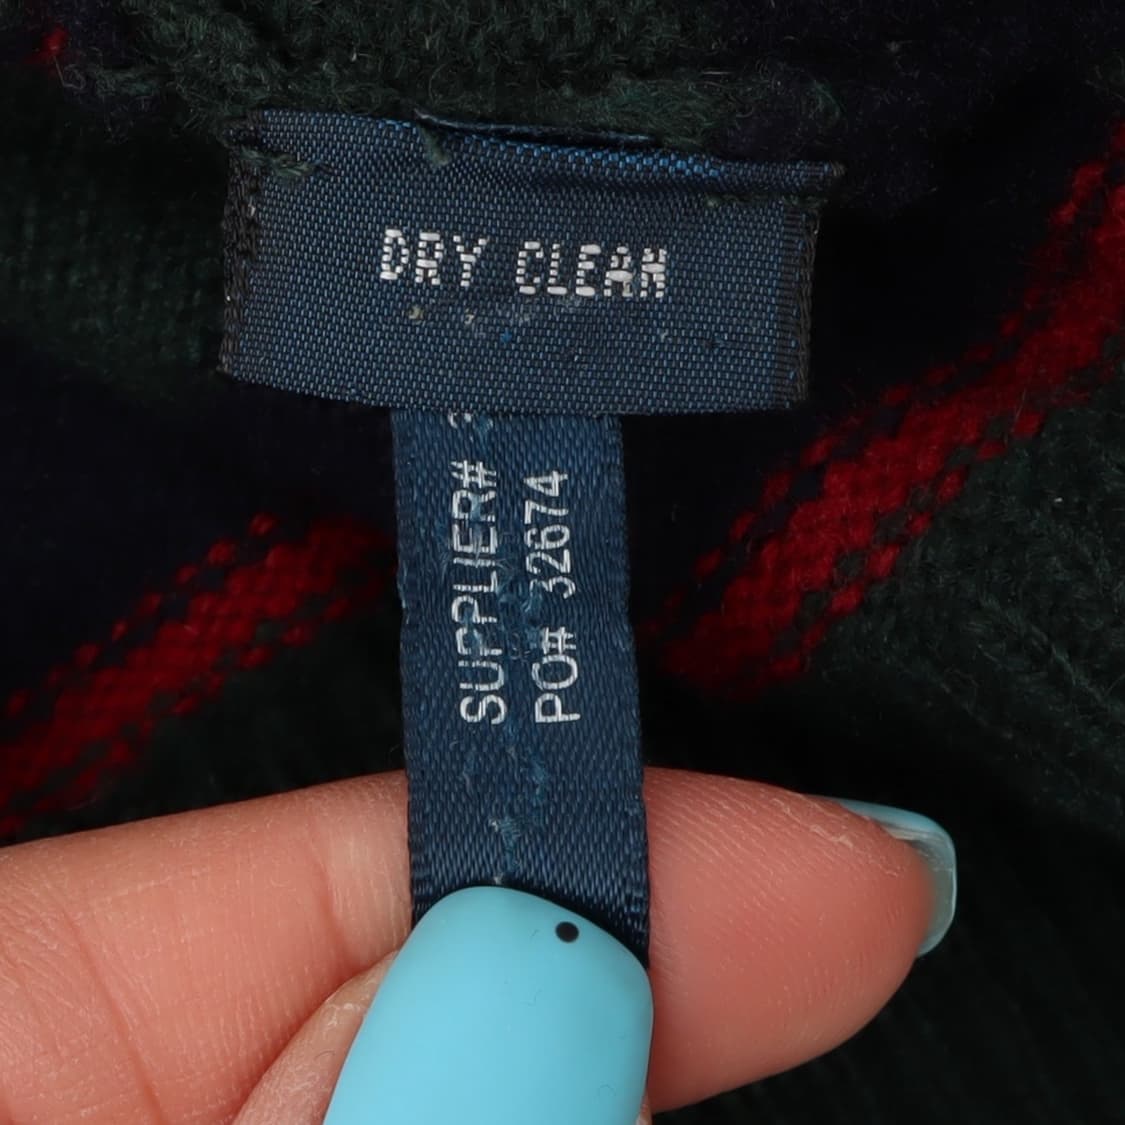 DRY CLEAN
SUPPLIER#
PO# 32674